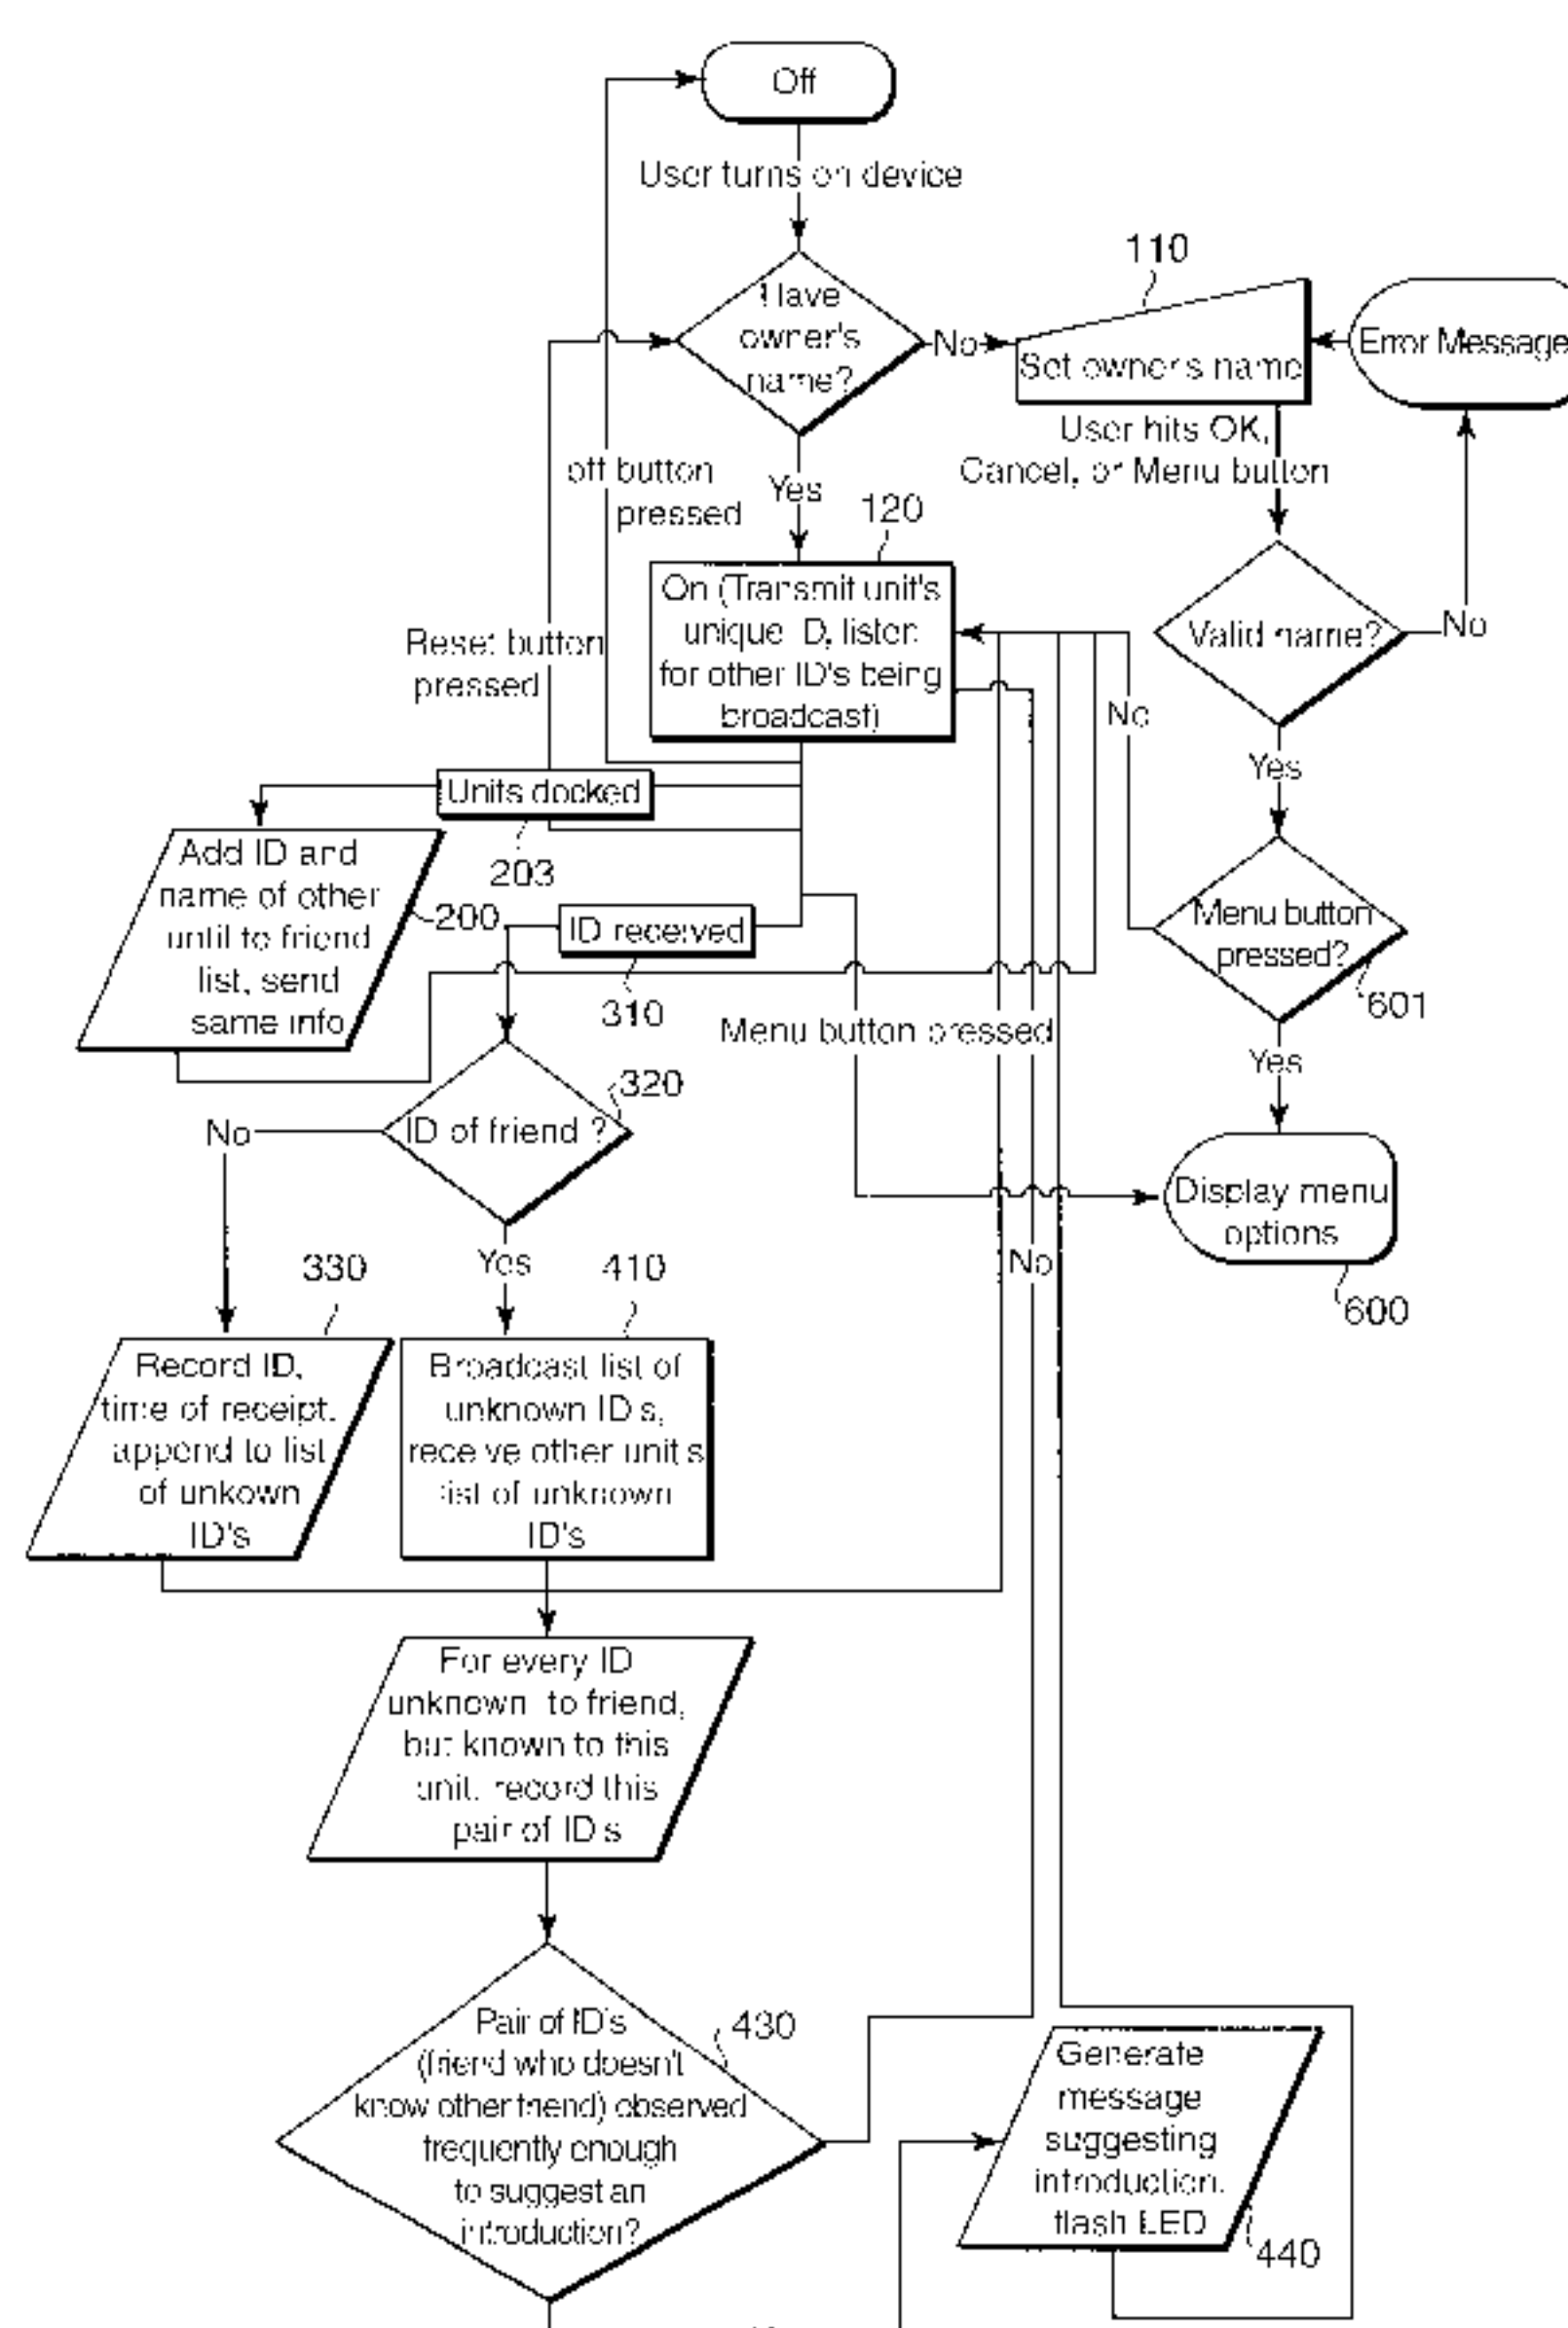 Off
User turns on device
110
Have
owner's
name?
No
Set owner's name
Error Message
User hits OK,
Cancel, or Menu button
off button
pressed
Yes
120
On (Transmit unit's
unique ID, listen
for other ID's being
broadcast)
Valid name?
No
Reset button
pressed
No
Yes
Units docked
203
Add ID and
name of other
until to friend
list, send
same info
200
ID received
310
Menu button
pressed?
601
Menu button pressed
Yes
320
ID of friend ?
No
Display menu
options
600
Yes
No
330
410
Record ID,
time of receipt.
append to list
of unkown
ID's
Broadcast list of
unknown ID's,
receive other unit's
list of unknown
ID's
For every ID
unknown to friend,
but known to this
unit, record this
pair of ID's
430
Pair of ID's
(friend who doesn't
know other friend) observed
frequently enough
to suggest an
introduction?
Generate
message
suggesting
introduction.
flash LED
440